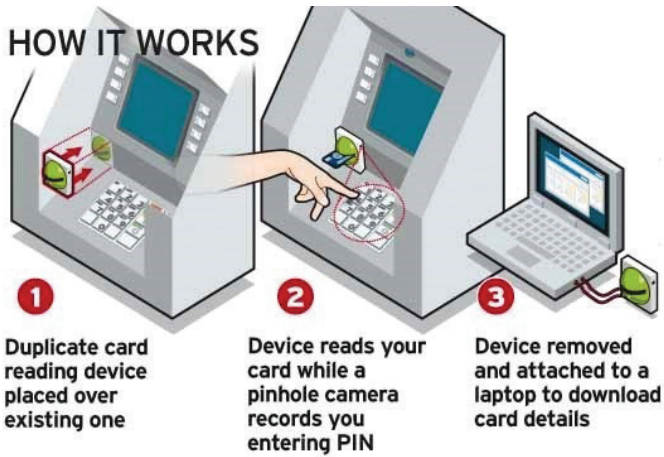 HOW IT WORKS
1
Duplicate card
reading device
placed over
existing one
2
Device reads your
card while a
pinhole camera
records you
entering PIN
3
Device removed
and attached to a
laptop to download
card details